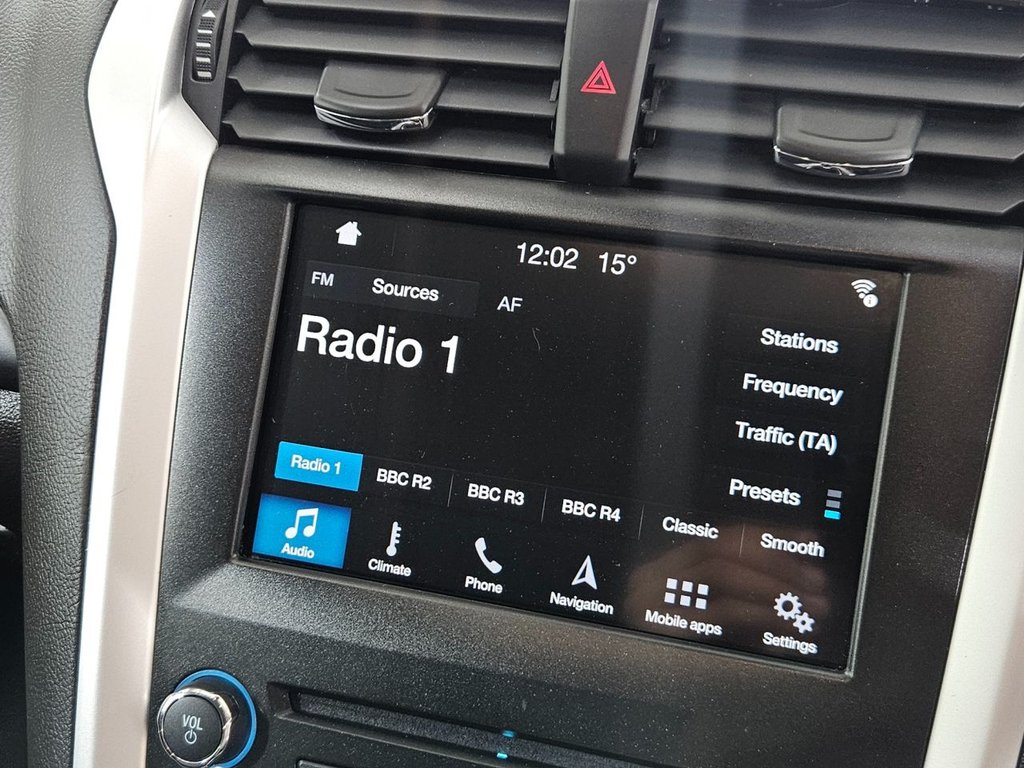 12:02 15°
FM Sources AF
Radio 1
Stations
Frequency
Traffic (TA)
Presets
Radio 1 BBC R2 BBC R3 BBC R4 Classic Smooth
Audio Climate Phone Navigation Mobile apps Settings
VOL